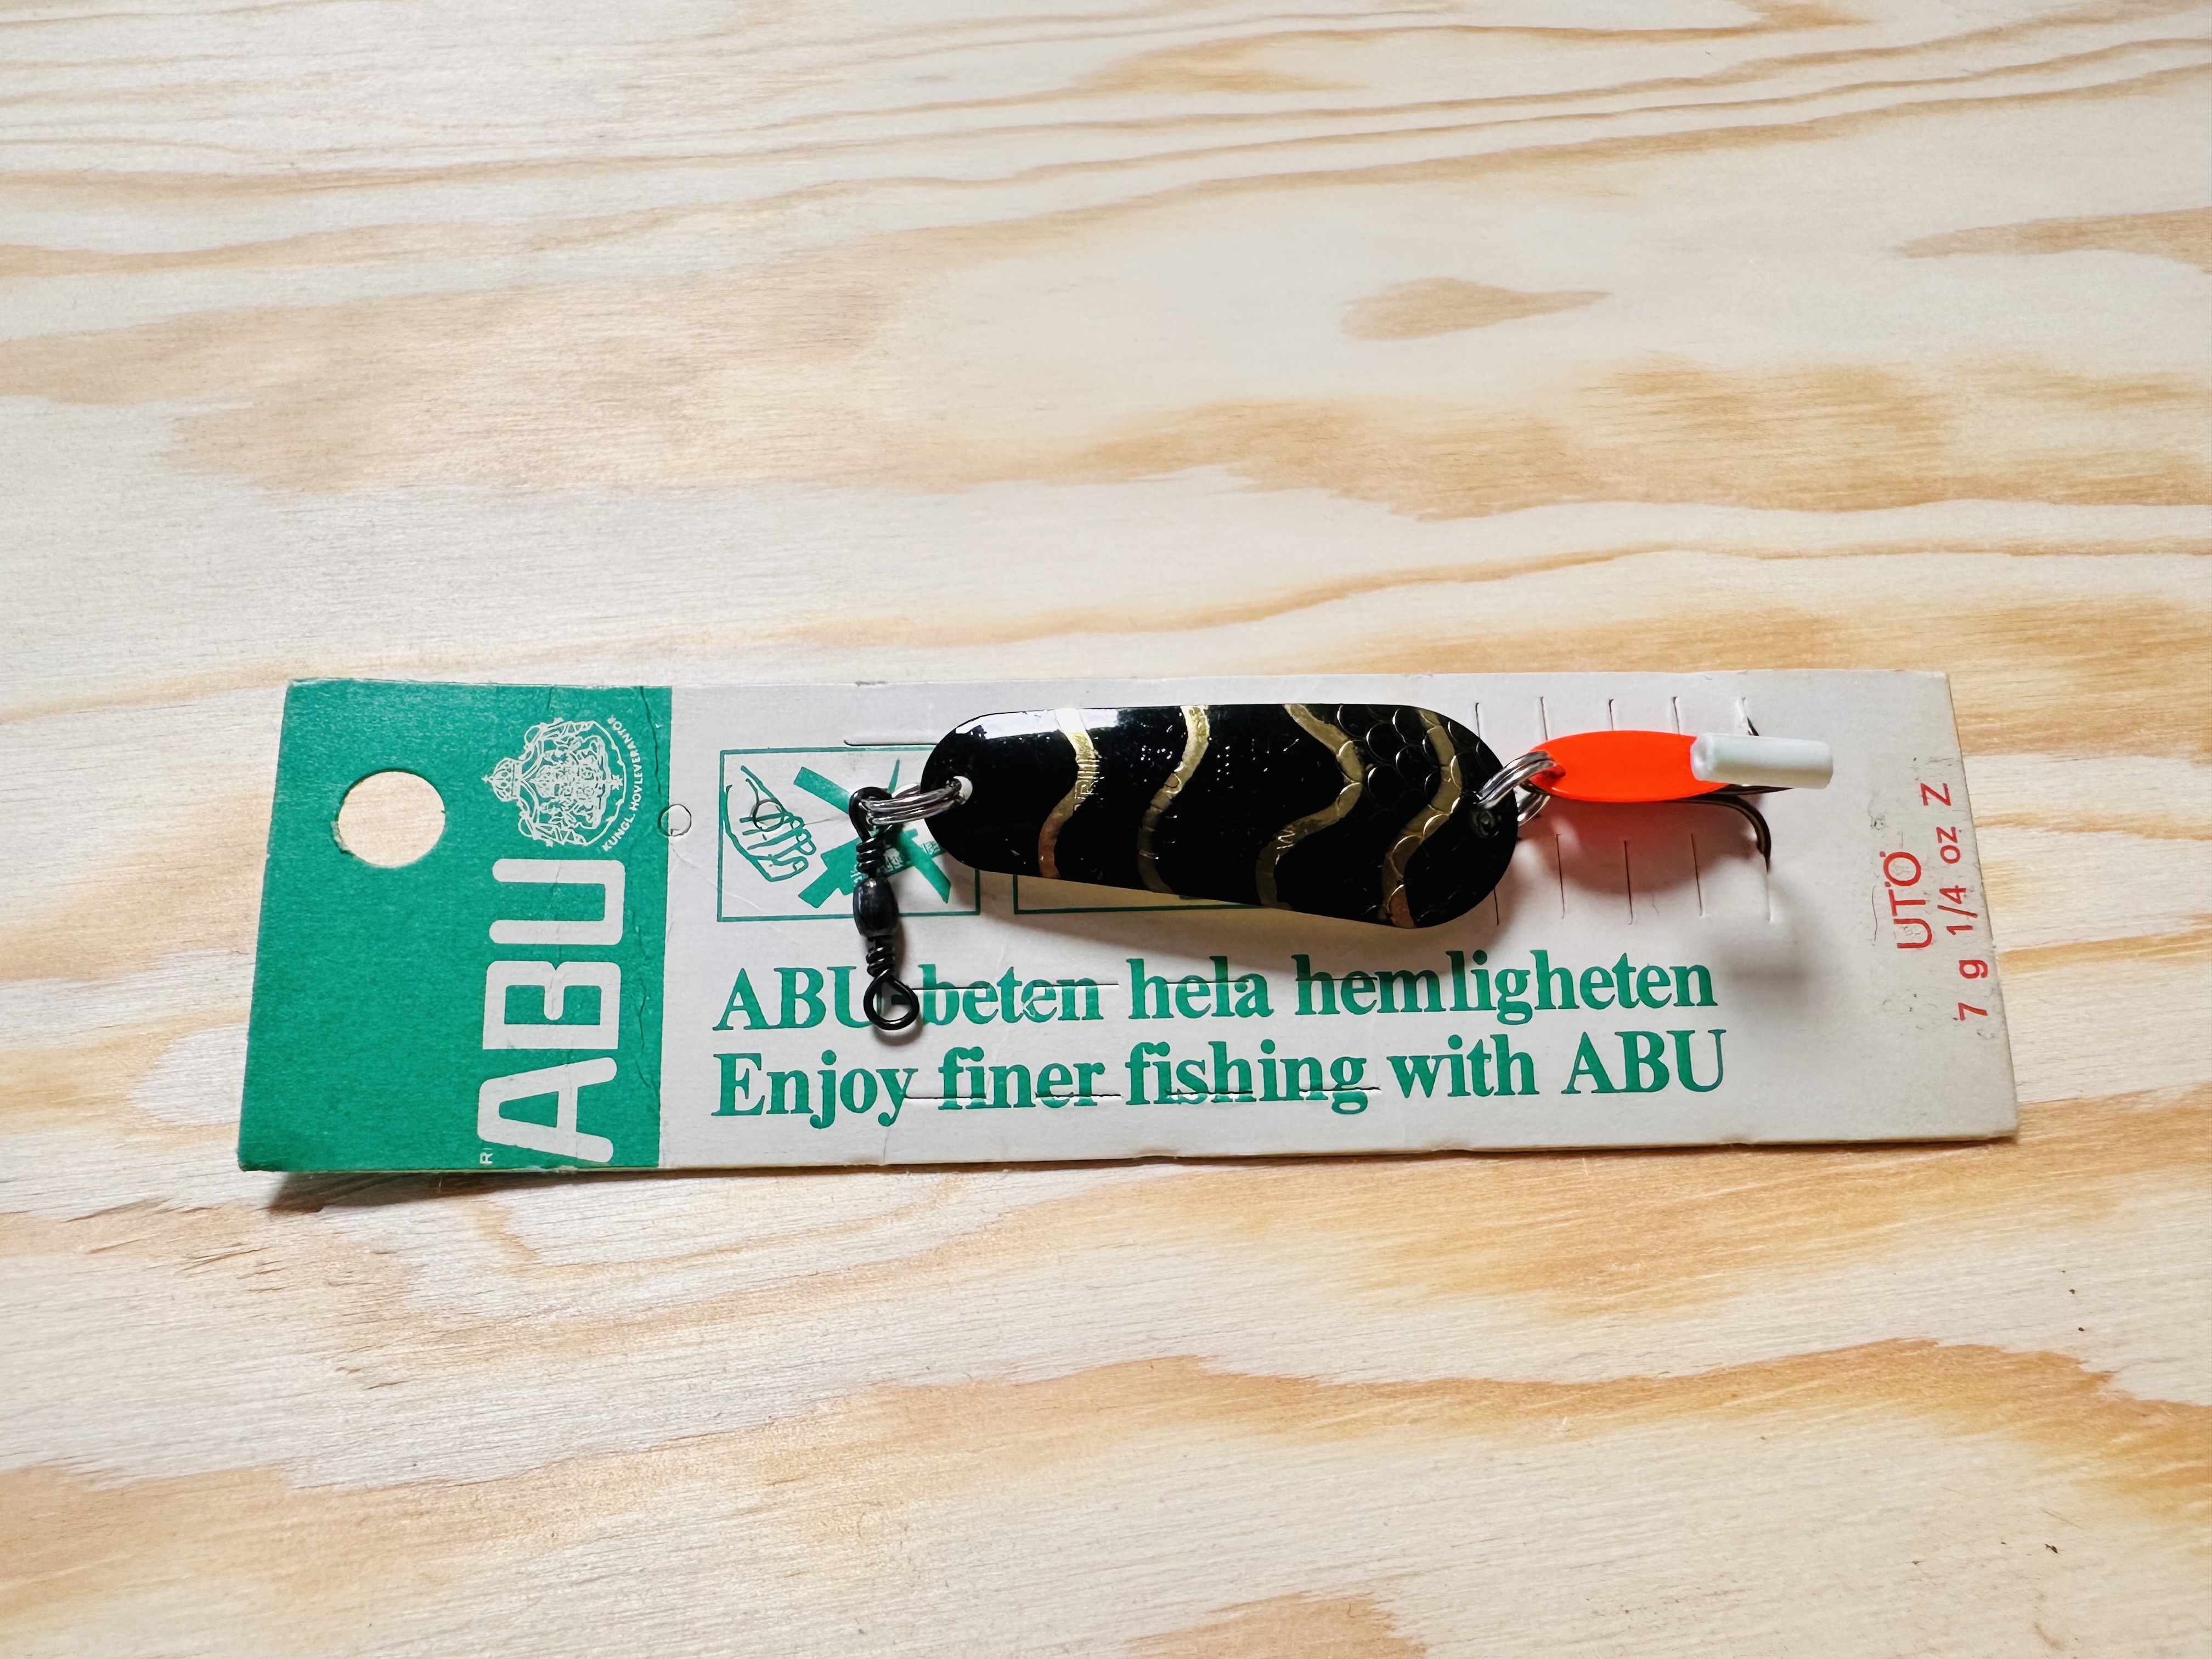 ABU
R
KUNGL. HOVLEVERANTÖR
ABU-beten hela hemligheten
Enjoy finer fishing with ABU
UTÖ
7 g 1/4 oz Z